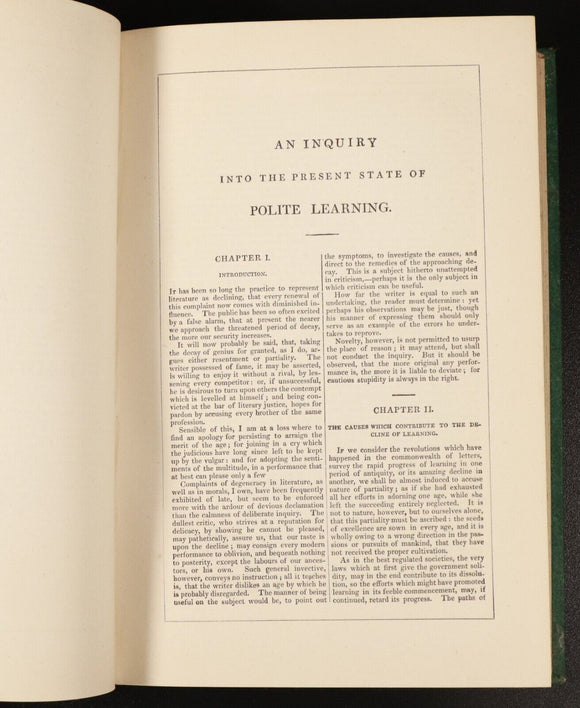 AN INQUIRY
INTO THE PRESENT STATE OF
POLITE LEARNING.
CHAPTER I.
INTRODUCTION.
IT has been so long the practice to represent
literature as declining, that every renewal of
this complaint now comes with diminished in-
fluence. The public has been so often excited
by a false alarm, that at present the nearer
we approach the threatened period of decay,
the more our security increases.
It will now probably be said, that, taking
the decay of genius for granted, as I do, ar-
gues either resentment or partiality. The
writer possessed of fame, it may be asserted,
is willing to enjoy it without a rival, by les-
sening every competitor: or, if unsuccessful,
he is desirous to turn upon others the contempt
which is levelled at himself; and being con-
victed at the bar of literary justice, hopes for
pardon by accusing every brother of the same
profession.
Sensible of this, I am at a loss where to
find an apology for persisting to arraign the
merit of the age; for joining in a cry which
the judicious have long since left to be kept
up by the vulgar; and for adopting the senti-
ments of the multitude, in a performance that
at best can please only a few
Complaints of degeneracy in literature, as
well as in morals, I own, have been frequently
exhibited of late, but seem to be enforced
more with the ardour of devious declamation
than the calmness of deliberate inquiry. The
dullest critic, who strives at a reputation for
delicacy, by showing he cannot be pleased,
may pathetically, assure us, that our taste is
upon the decline; may consign every modern
performance to oblivion, and bequeath nothing
to posterity, except the labours of our ances-
tors, or his own. Such general invective,
however, conveys no instruction; all it teaches
is, that the writer dislikes an age by which he
is probably disregarded. The manner of being
useful on the subject would be, to point out
the symptoms, to investigate the causes, and
direct to the remedies of the approaching de-
cay. This is a subject hitherto unattempted
in criticism,—perhaps it is the only subject in
which criticism can be useful.
How far the writer is equal to such an
undertaking, the reader must determine: yet
perhaps his observations may be just, though
his manner of expressing them should only
serve as an example of the errors he under-
takes to reprove.
Novelty, however, is not permitted to usurp
the place of reason; it may attend, but shall
not conduct the inquiry. But it should be
observed, that the more original any perfor-
mance is, the more it is liable to deviate; for
cautious stupidity is always in the right.
CHAPTER II.
THE CAUSES WHICH CONTRIBUTE TO THE DE-
CLINE OF LEARNING.
IF we consider the revolutions which have
happened in the commonwealth of letters,
survey the rapid progress of learning in one
period of antiquity, or its amazing decline in
another, we shall be almost induced to accuse
nature of partiality; as if she had exhausted
all her efforts in adorning one age, while she
left the succeeding entirely neglected. It is
not to nature, however, but to ourselves alone,
that this partiality must be ascribed: the seeds
of excellence are sown in every age, and it is
wholly owing to a wrong direction in the pas-
sions or pursuits of mankind, that they have
not received the proper cultivation.
As in the best regulated societies, the very
laws which at first give the government soli-
dity, may in the end contribute to its dissolu-
tion, so the efforts which might have promoted
learning in its feeble commencement, may, if
continued, retard its progress. The paths of